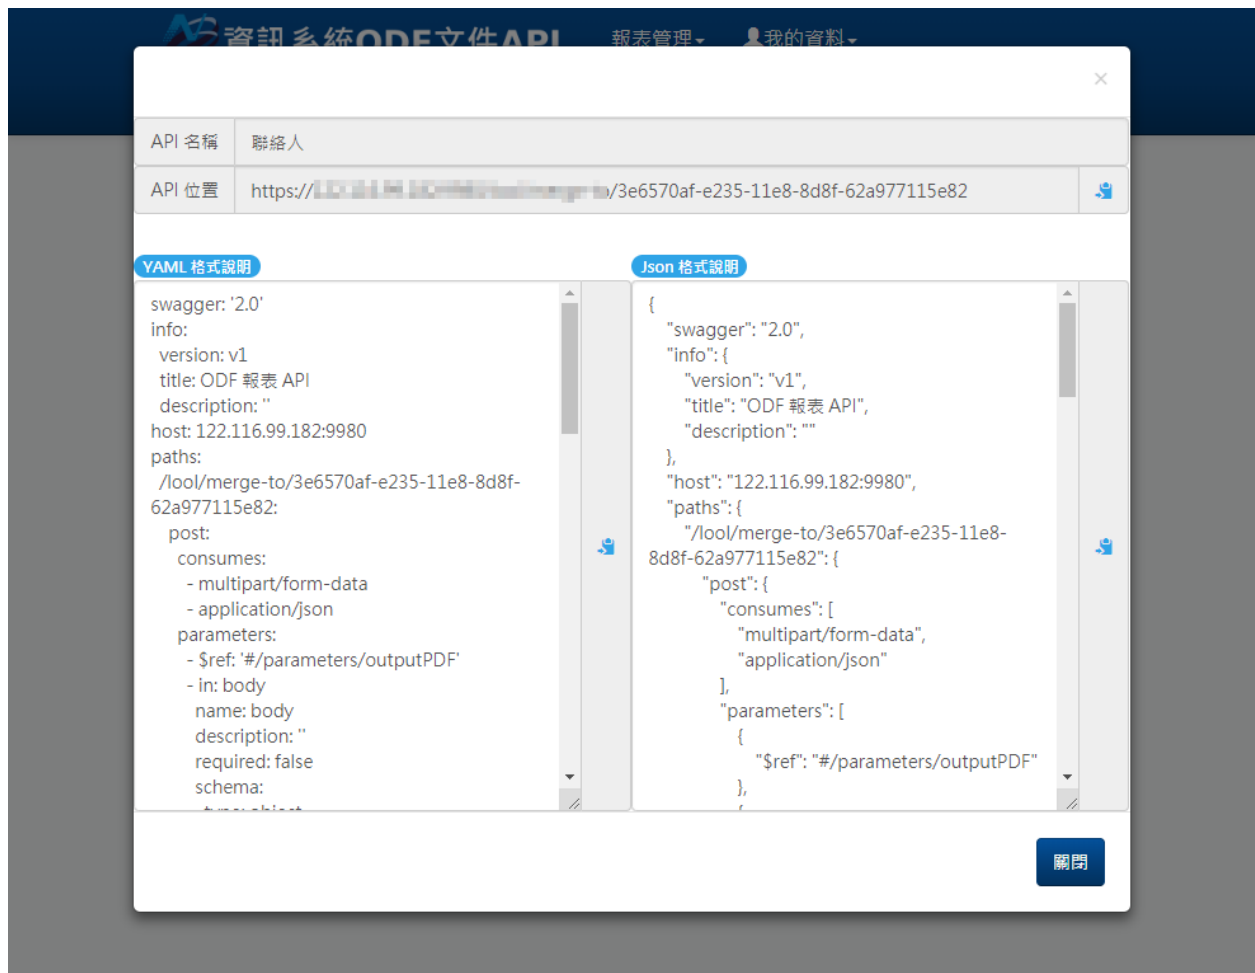 資訊系統ODF文件API 報表管理 我的資料
×
API 名稱 聯絡人
API 位置 https:// /3e6570af-e235-11e8-8d8f-62a977115e82
YAML 格式說明
swagger: '2.0'
info:
version: v1
title: ODF 報表 API
description: ''
host: 122.116.99.182:9980
paths:
/lool/merge-to/3e6570af-e235-11e8-8d8f-
62a977115e82:
post:
consumes:
- multipart/form-data
- application/json
parameters:
- $ref: '#/parameters/outputPDF'
- in: body
name: body
description: ''
required: false
schema:
type: object
Json 格式說明
{
"swagger": "2.0",
"info": {
"version": "v1",
"title": "ODF 報表 API",
"description": ""
},
"host": "122.116.99.182:9980",
"paths": {
"/lool/merge-to/3e6570af-e235-11e8-
8d8f-62a977115e82": {
"post": {
"consumes": [
"multipart/form-data",
"application/json"
],
"parameters": [
{
"$ref": "#/parameters/outputPDF"
},
{
關閉